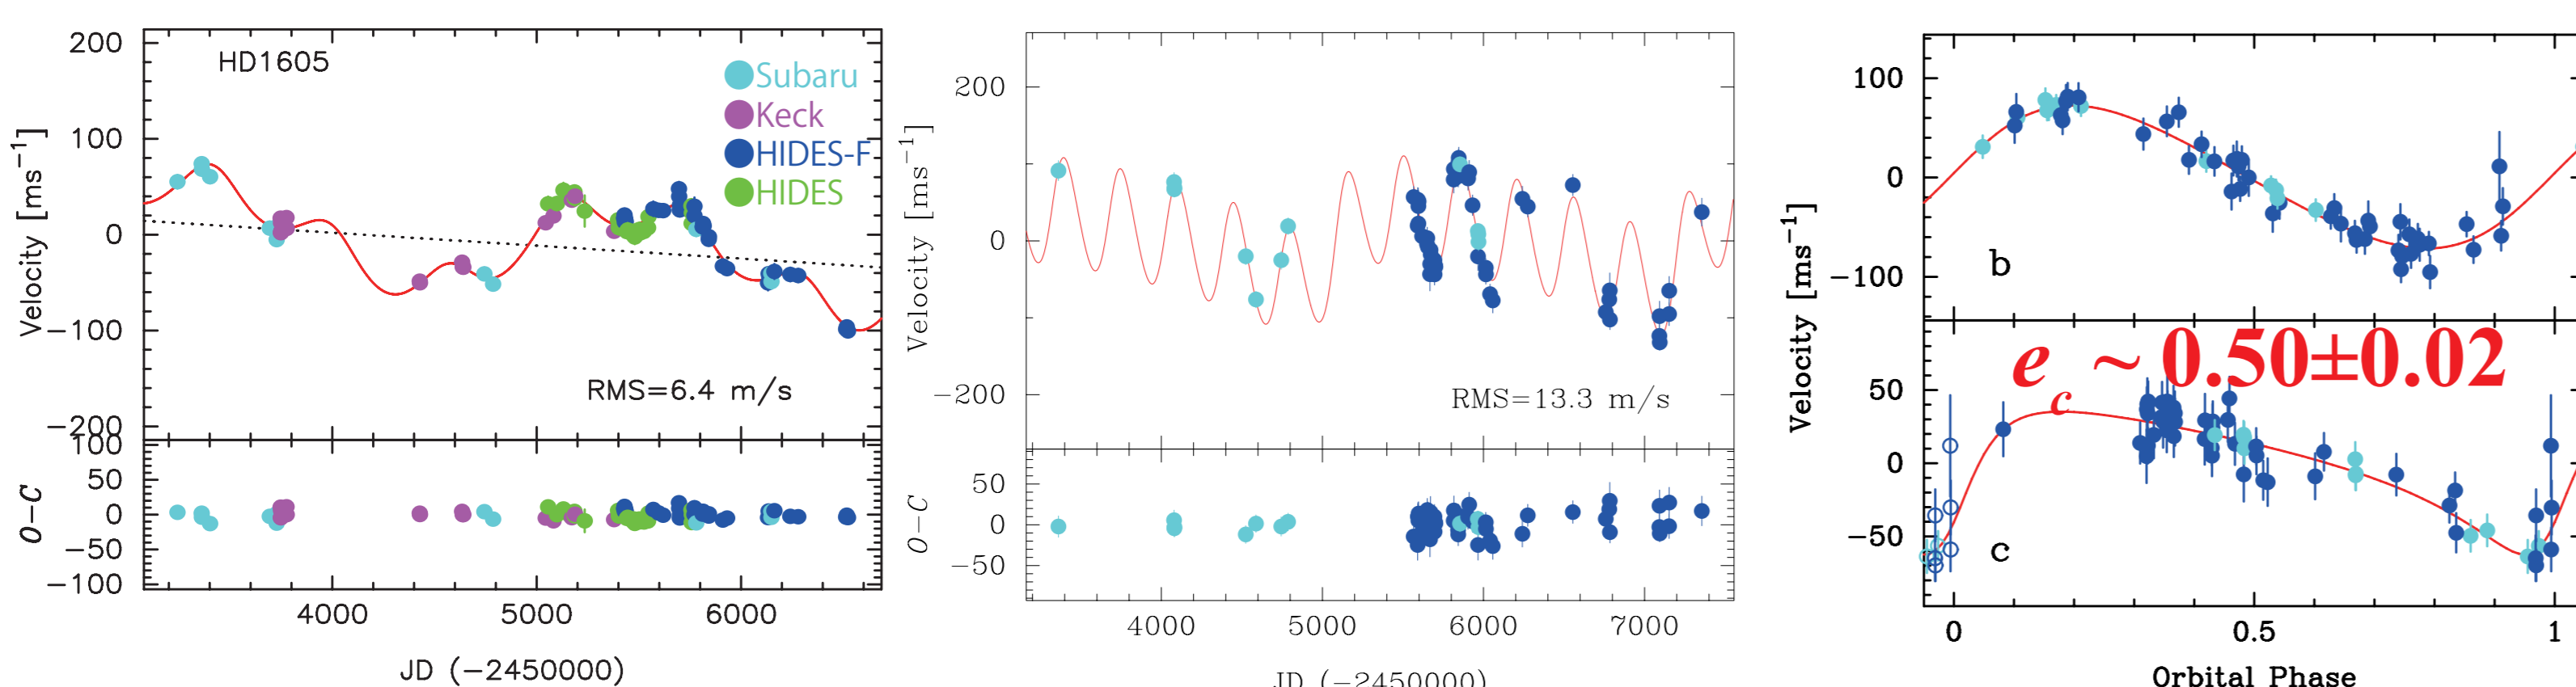 HD1605
Subaru
Keck
HIDES-F
HIDES
RMS=6.4 m/s
Velocity [ms⁻¹]
200
100
0
−100
−200
O−C
100
50
0
−50
−100
4000 5000 6000
JD (−2450000)
Velocity [ms⁻¹]
200
0
−200
RMS=13.3 m/s
O−C
50
0
−50
4000 5000 6000 7000
JD (−2450000)
Velocity [ms⁻¹]
100
0
−100
b
e_c ~ 0.50±0.02
50
0
−50
c
0 0.5 1
Orbital Phase